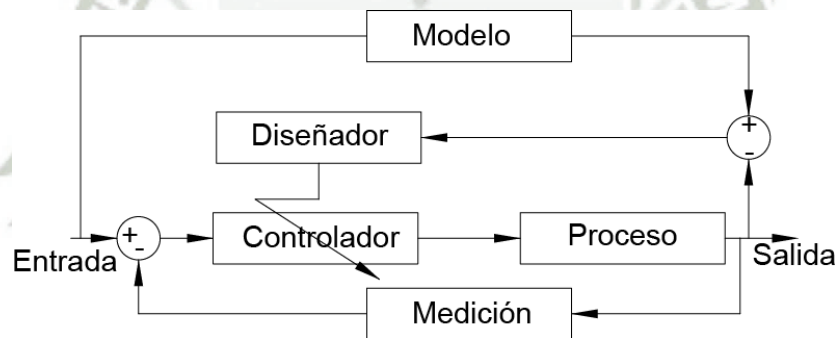 Modelo
+
-
Diseñador
+
-
Entrada
Controlador
Proceso
Salida
Medición